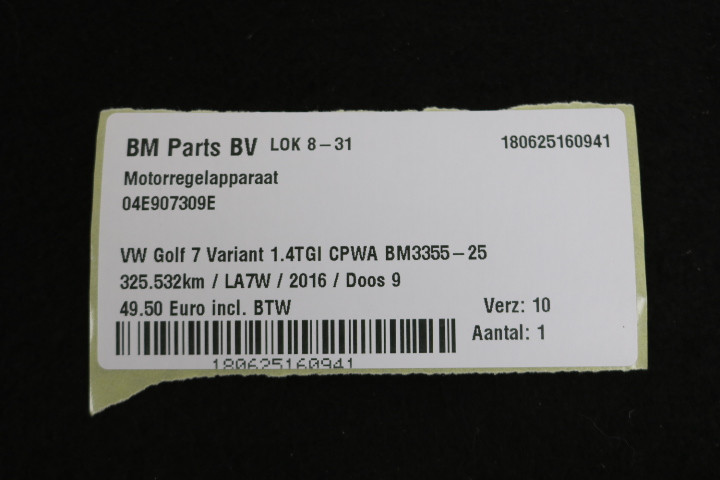 BM Parts BV LOK 8-31 180625160941
Motorregelapparaat
04E907309E
VW Golf 7 Variant 1.4TGI CPWA BM3355-25
325.532km / LA7W / 2016 / Doos 9
49.50 Euro incl. BTW Verz: 10
Aantal: 1
180625160941